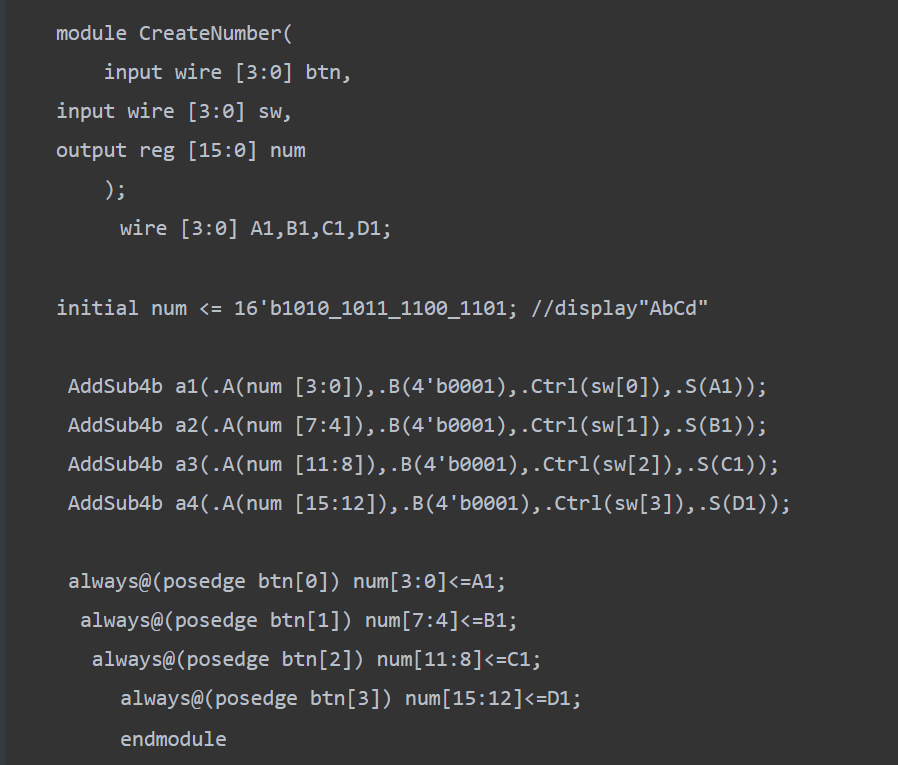 module CreateNumber(
input wire [3:0] btn,
input wire [3:0] sw,
output reg [15:0] num
);
wire [3:0] A1,B1,C1,D1;
initial num <= 16'b1010_1011_1100_1101; //display"AbCd"
AddSub4b a1(.A(num [3:0]),.B(4'b0001),.Ctrl(sw[0]),.S(A1));
AddSub4b a2(.A(num [7:4]),.B(4'b0001),.Ctrl(sw[1]),.S(B1));
AddSub4b a3(.A(num [11:8]),.B(4'b0001),.Ctrl(sw[2]),.S(C1));
AddSub4b a4(.A(num [15:12]),.B(4'b0001),.Ctrl(sw[3]),.S(D1));
always@(posedge btn[0]) num[3:0]<=A1;
always@(posedge btn[1]) num[7:4]<=B1;
always@(posedge btn[2]) num[11:8]<=C1;
always@(posedge btn[3]) num[15:12]<=D1;
endmodule